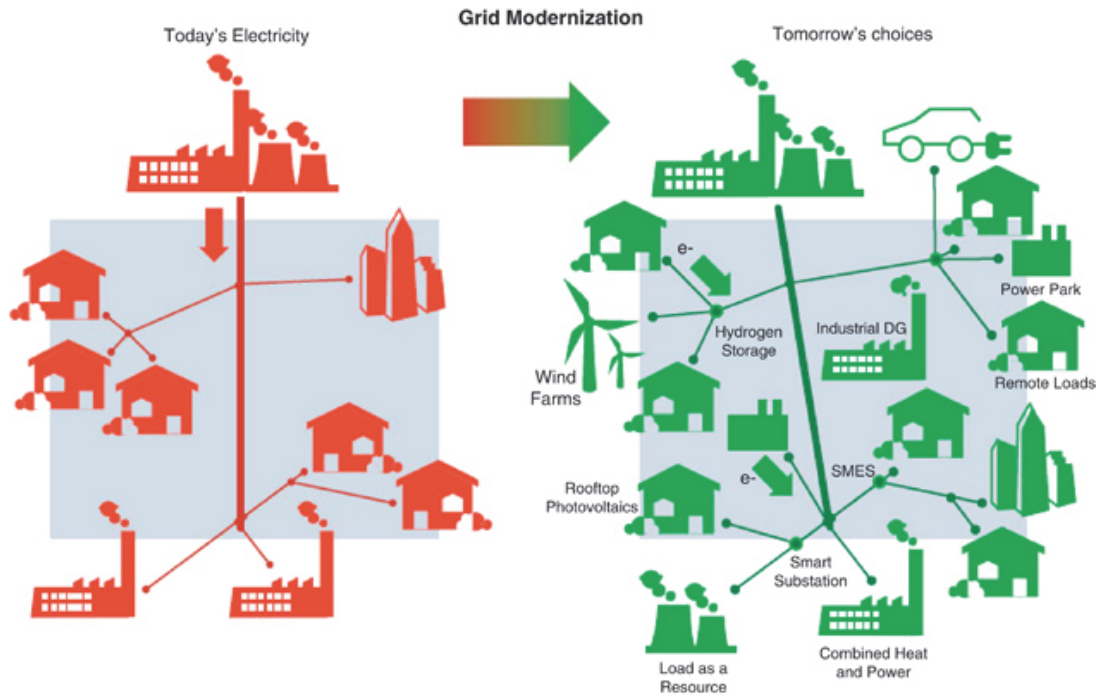 Grid Modernization
Today's Electricity
Tomorrow's choices
e-
Power Park
Hydrogen
Storage
Industrial DG
Wind
Farms
Remote Loads
SMES
e-
Rooftop
Photovoltaics
Smart
Substation
Load as a
Resource
Combined Heat
and Power